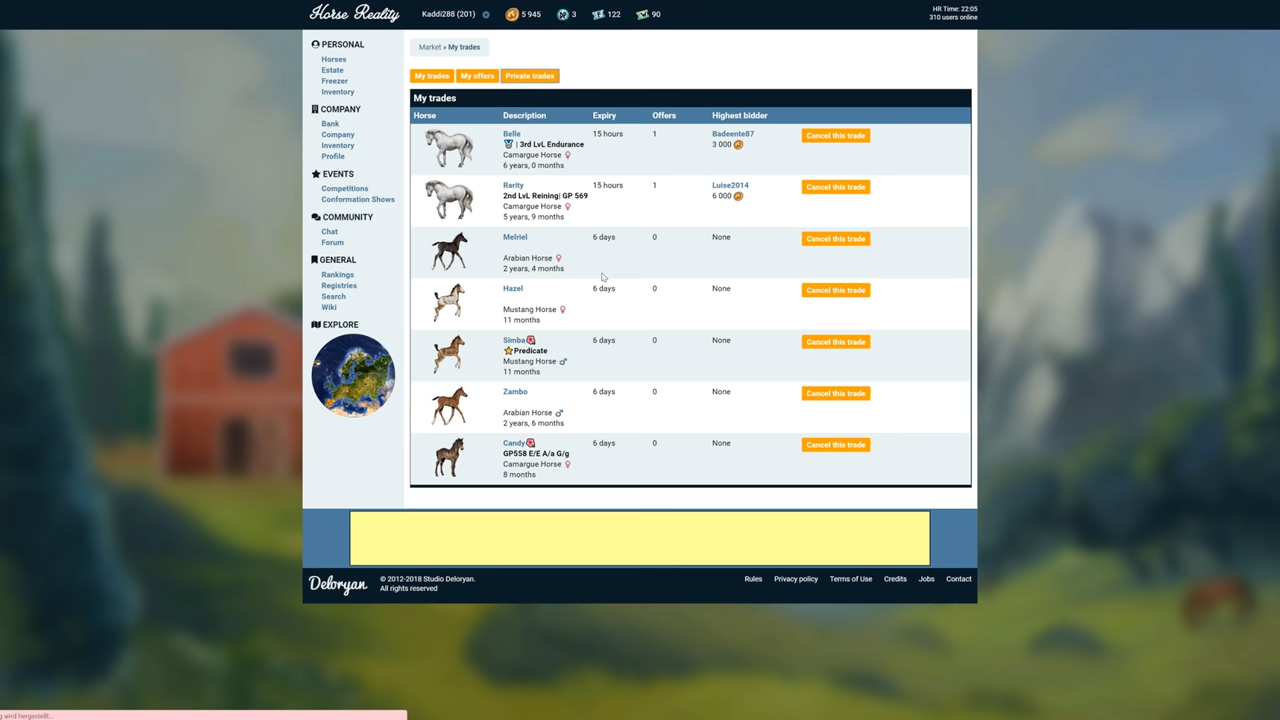 Horse Reality
Kaddi288 (201)
5 945
3
122
90
HR Time: 22:05
310 users online
PERSONAL
Horses
Estate
Freezer
Inventory
COMPANY
Bank
Company
Inventory
Profile
EVENTS
Competitions
Conformation Shows
COMMUNITY
Chat
Forum
GENERAL
Rankings
Registries
Search
Wiki
EXPLORE
Market » My trades
My trades My offers Private trades
My trades
Horse Description Expiry Offers Highest bidder
Belle 15 hours 1 Badeente87 Cancel this trade
| 3rd LvL Endurance 3 000
Camargue Horse ♀
6 years, 0 months
Rarity 15 hours 1 Luise2014 Cancel this trade
2nd LvL Reining| GP 569 6 000
Camargue Horse ♀
5 years, 9 months
Melriel 6 days 0 None Cancel this trade
Arabian Horse ♀
2 years, 4 months
Hazel 6 days 0 None Cancel this trade
Mustang Horse ♀
11 months
Simba 6 days 0 None Cancel this trade
Predicate
Mustang Horse ♂
11 months
Zambo 6 days 0 None Cancel this trade
Arabian Horse ♂
2 years, 6 months
Candy 6 days 0 None Cancel this trade
GP558 E/E A/a G/g
Camargue Horse ♀
8 months
Deloryan
© 2012-2018 Studio Deloryan.
All rights reserved
Rules Privacy policy Terms of Use Credits Jobs Contact
g wird hergestellt...